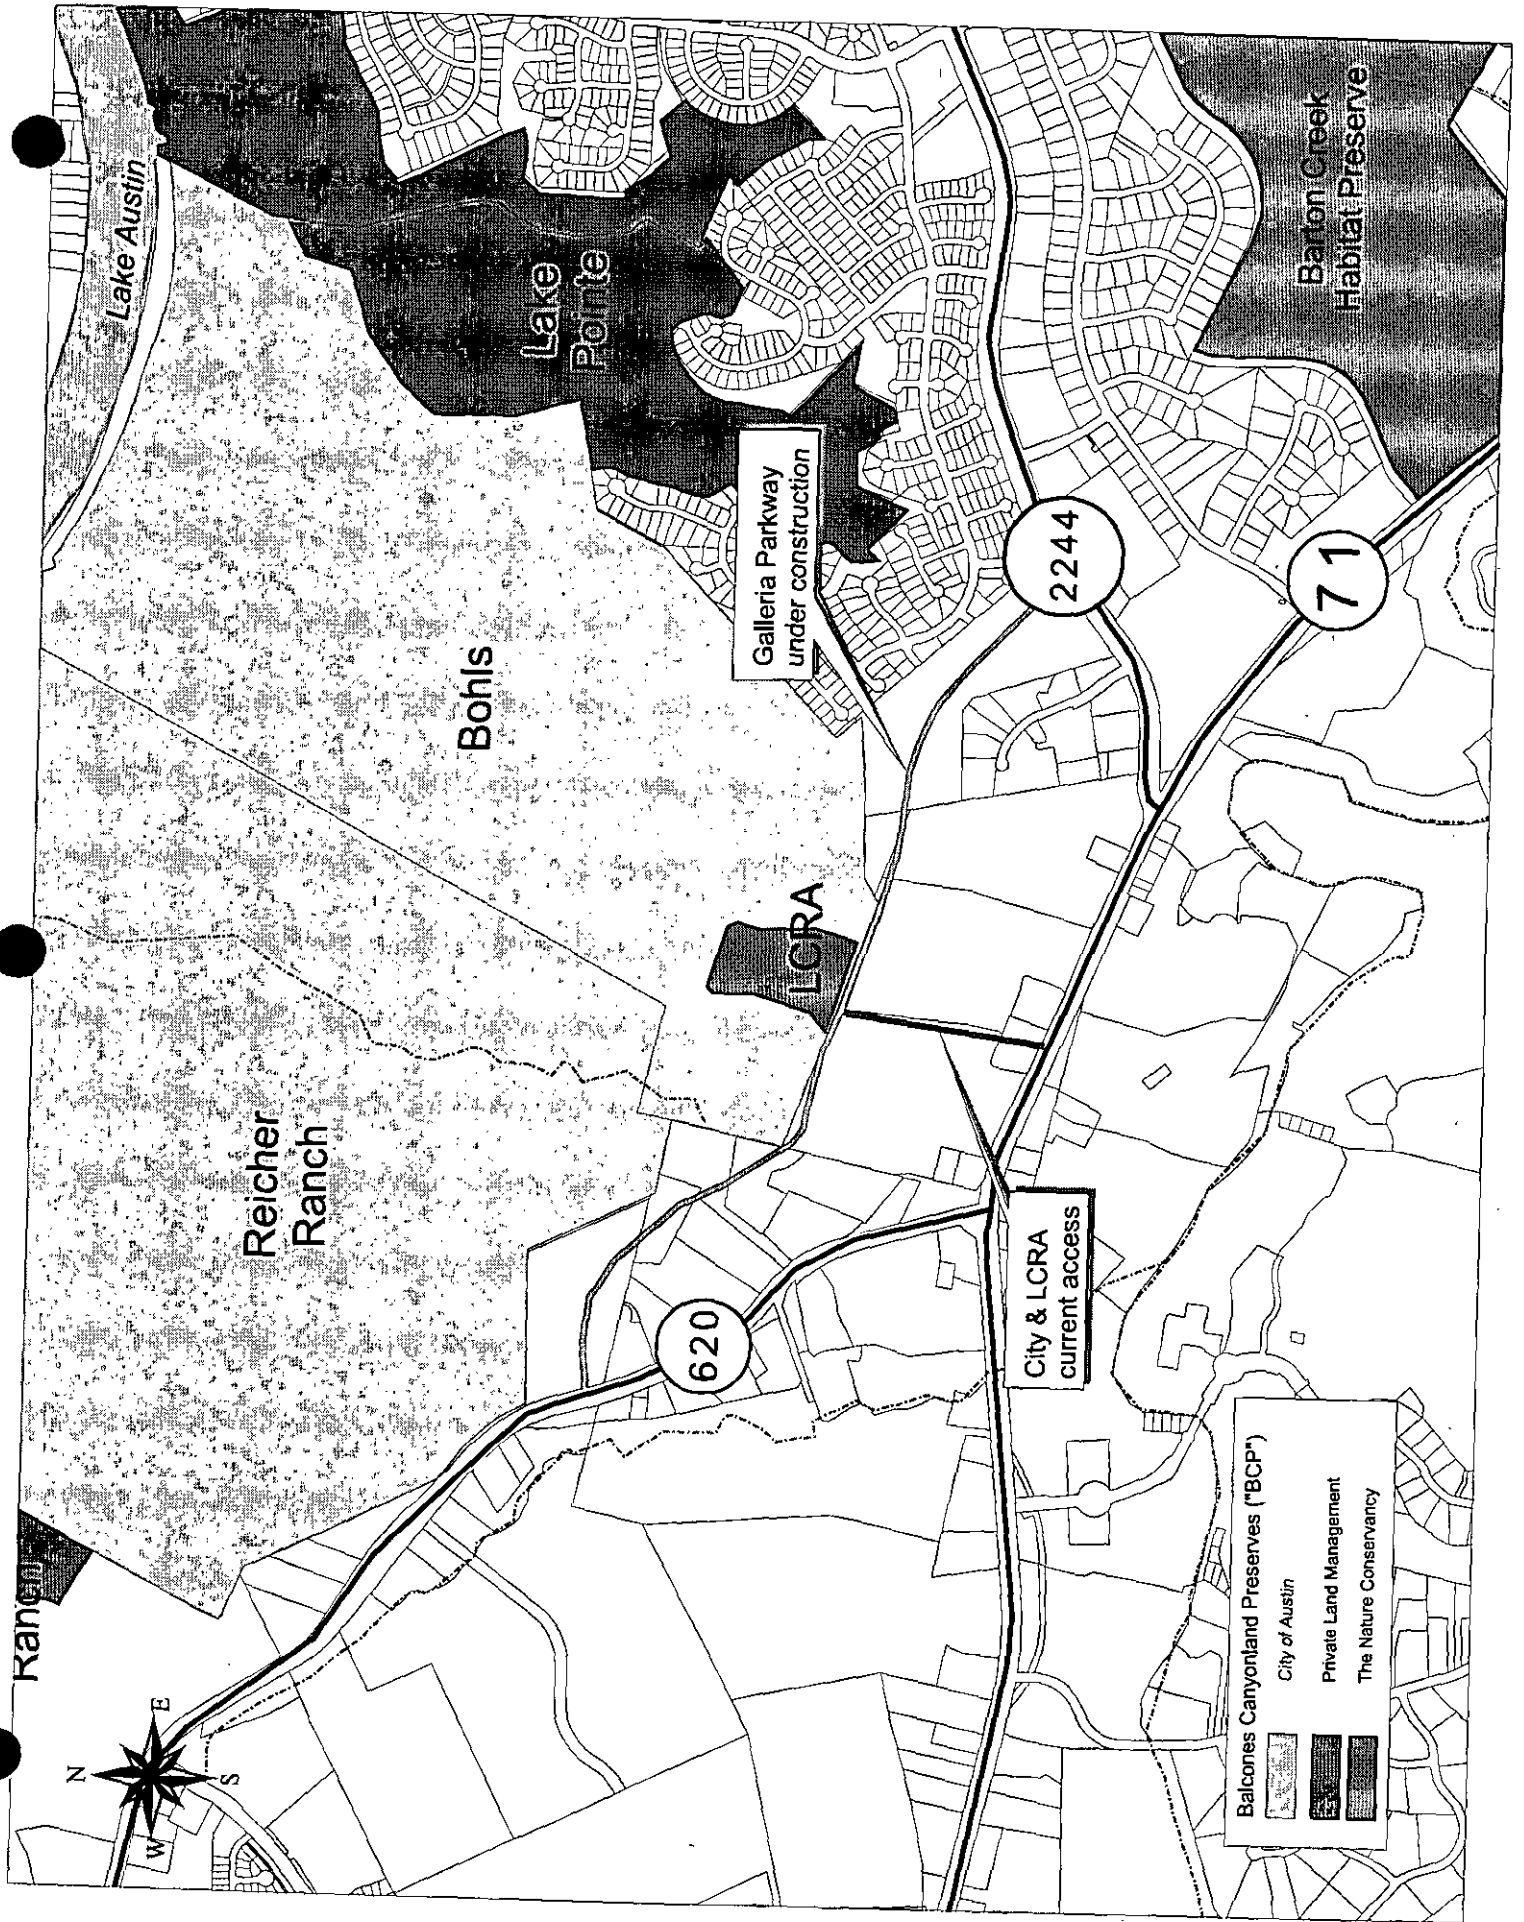 Ranch
N
E
S
W
Reicher
Ranch
Bohls
Lake Austin
Lake
Pointe
LCRA
Galleria Parkway
under construction
Barton Creek
Habitat Preserve
620
2244
71
City & LCRA
current access
Balcones Canyonland Preserves ("BCP")
City of Austin
Private Land Management
The Nature Conservancy